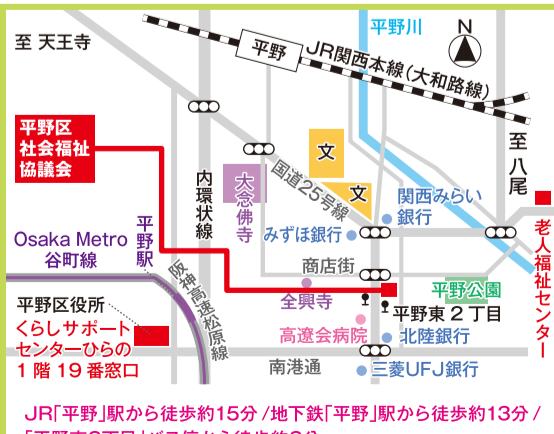 平野川
N
至 天王寺
平野
JR関西本線(大和路線)
平野区
社会福祉
協議会
文
文
至 八尾
内環状線
大念佛寺
国道25号線
関西みらい
銀行
みずほ銀行
平野駅
Osaka Metro
谷町線
商店街
老人福祉センター
阪神高速松原線
全興寺
平野公園
平野区役所
くらしサポート
センターひらの
1階19番窓口
平野東2丁目
高遼会病院
北陸銀行
南港通
三菱UFJ銀行
JR「平野」駅から徒歩約15分 /地下鉄「平野」駅から徒歩約13分 /